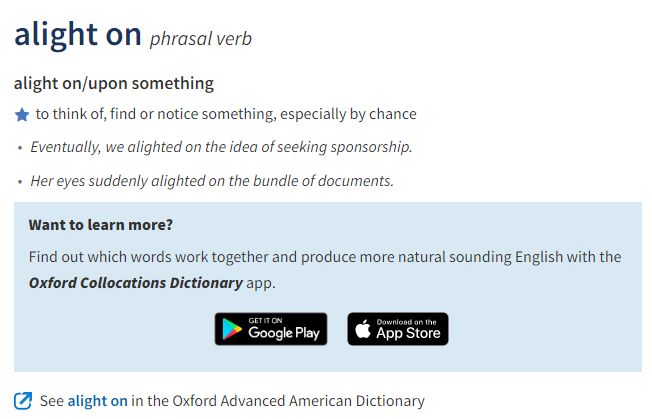 alight on phrasal verb
alight on/upon something
to think of, find or notice something, especially by chance
• Eventually, we alighted on the idea of seeking sponsorship.
• Her eyes suddenly alighted on the bundle of documents.
Want to learn more?
Find out which words work together and produce more natural sounding English with the
Oxford Collocations Dictionary app.
GET IT ON
Google Play
Download on the
App Store
See alight on in the Oxford Advanced American Dictionary